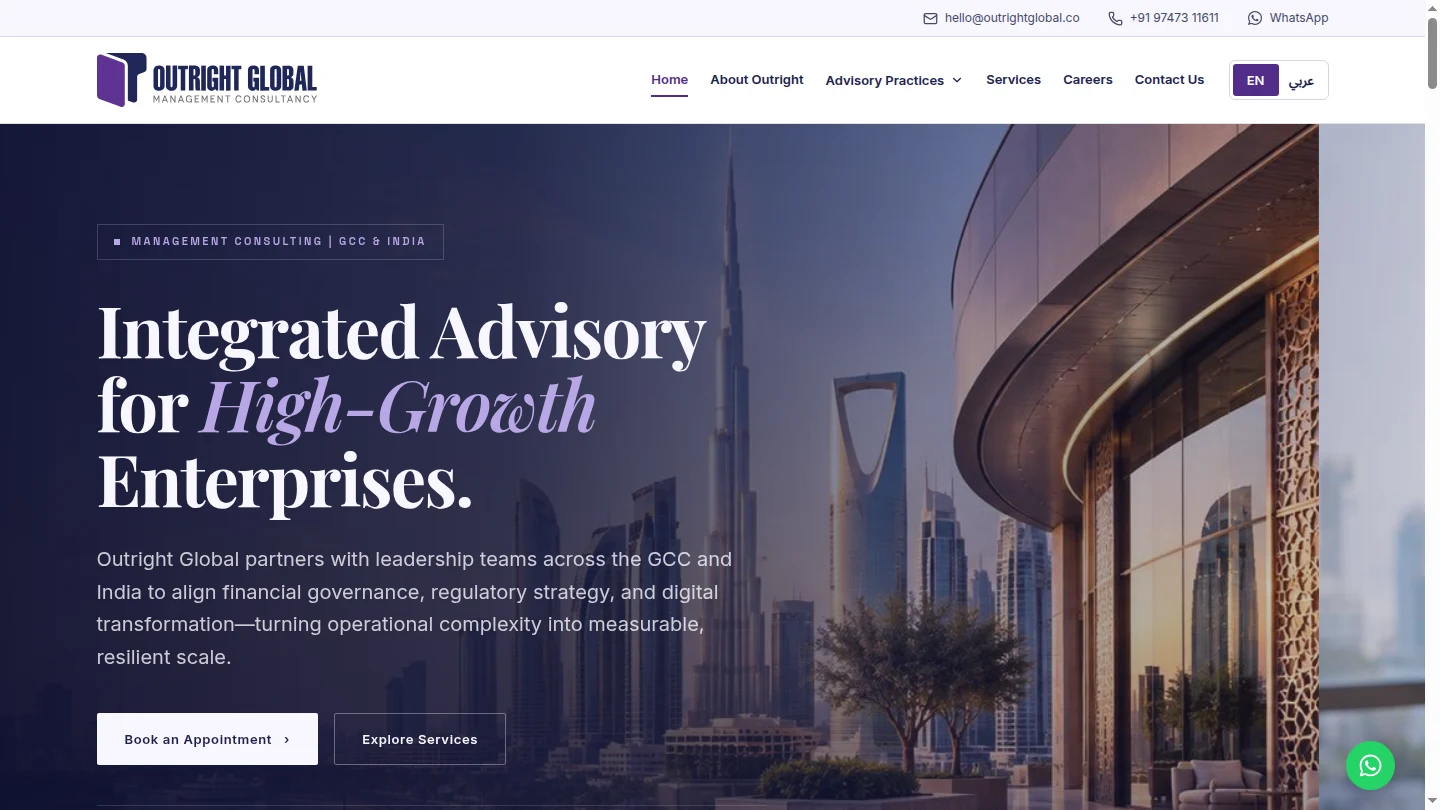 hello@outrightglobal.co
+91 97473 11611
WhatsApp
OUTRIGHT GLOBAL
MANAGEMENT CONSULTANCY
Home
About Outright
Advisory Practices
Services
Careers
Contact Us
EN
عربي
MANAGEMENT CONSULTING | GCC & INDIA
Integrated Advisory
for High-Growth
Enterprises.
Outright Global partners with leadership teams across the GCC and
India to align financial governance, regulatory strategy, and digital
transformation—turning operational complexity into measurable,
resilient scale.
Book an Appointment ›
Explore Services